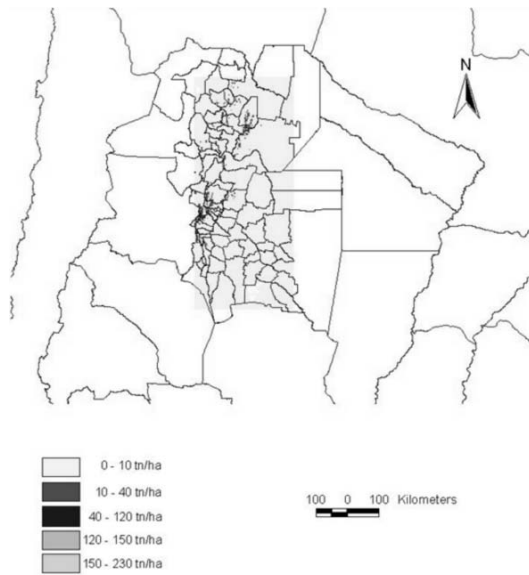 N
0 - 10 tn/ha
10 - 40 tn/ha
40 - 120 tn/ha
120 - 150 tn/ha
150 - 230 tn/ha
100 0 100 Kilometers